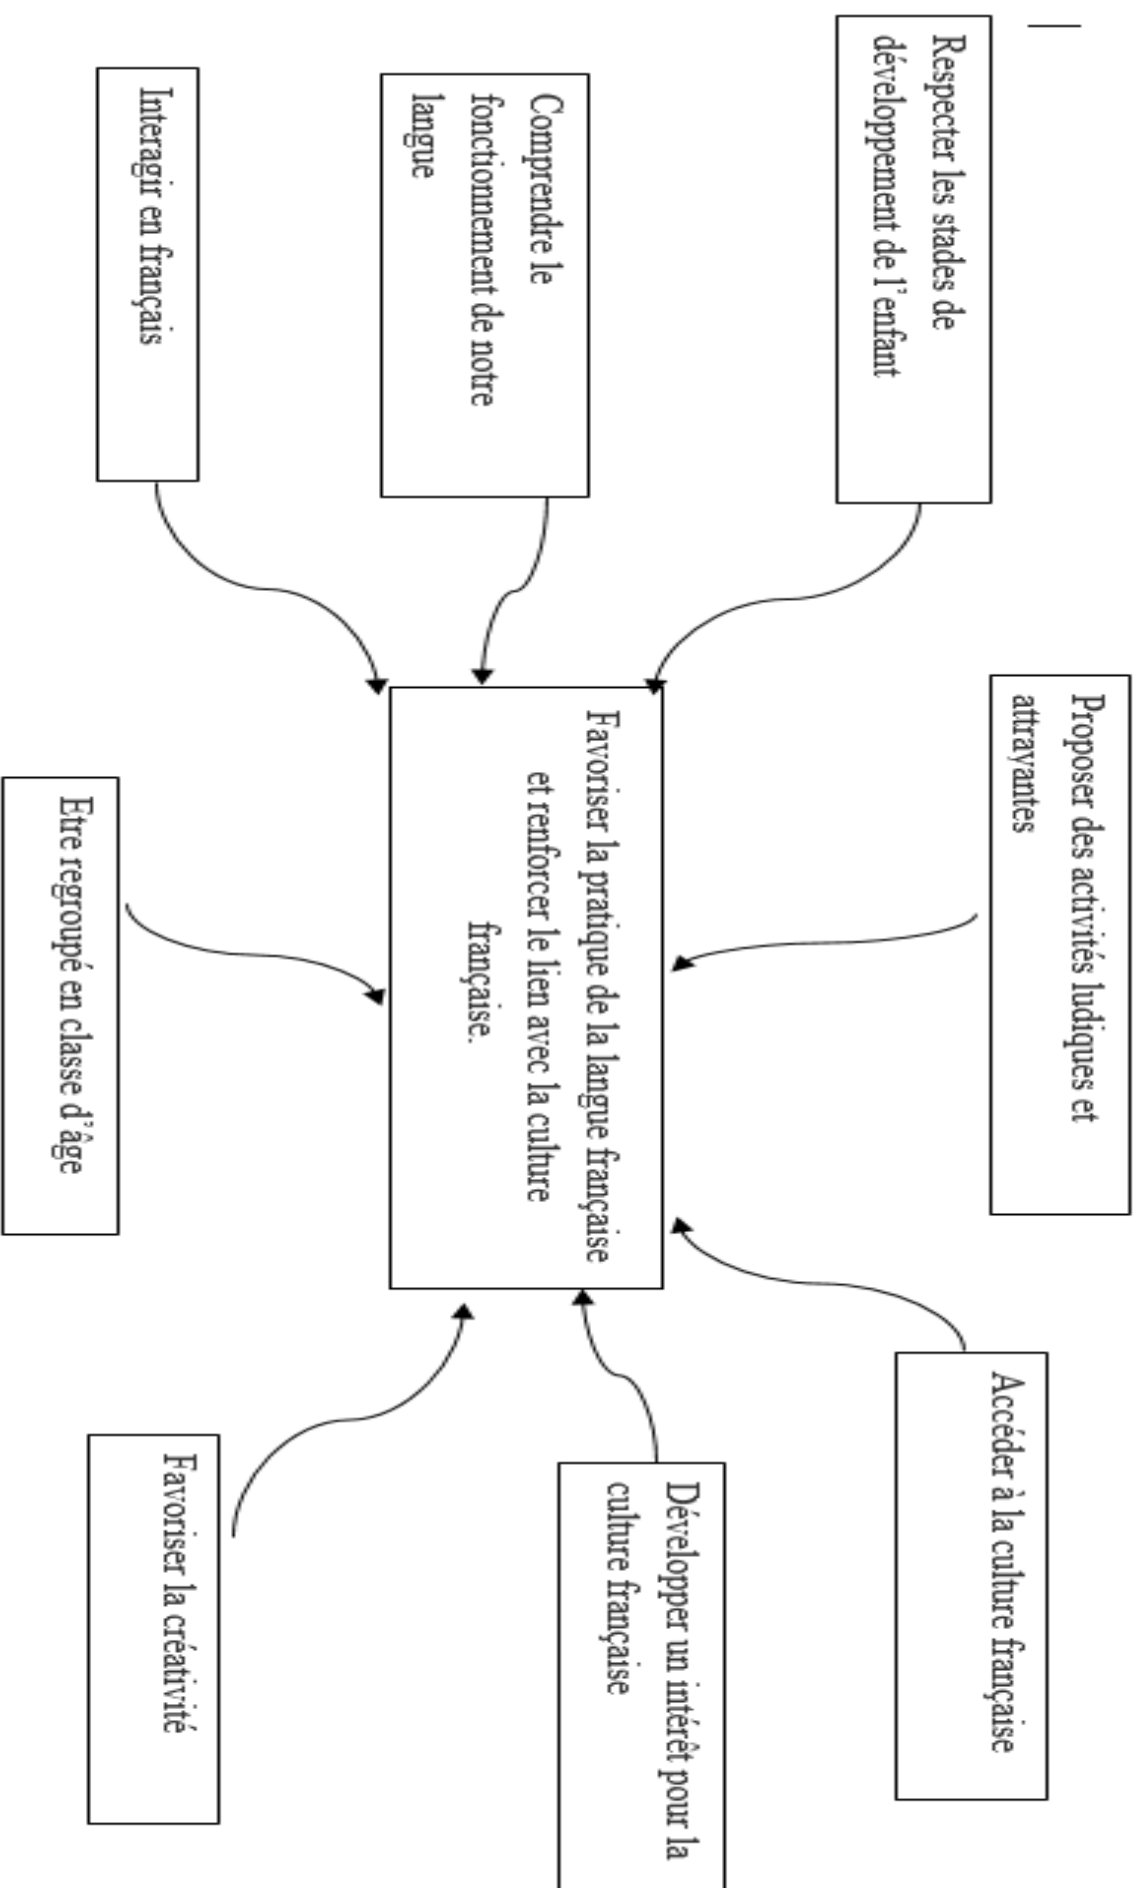 Respecter les stades de
développement de l’enfant
Proposer des activités ludiques et
attrayantes
Accéder à la culture française
Comprendre le
fonctionnement de notre
langue
Favoriser la pratique de la langue française
et renforcer le lien avec la culture
française.
Développer un intérêt pour la
culture française
Interagir en français
Etre regroupé en classe d’âge
Favoriser la créativité